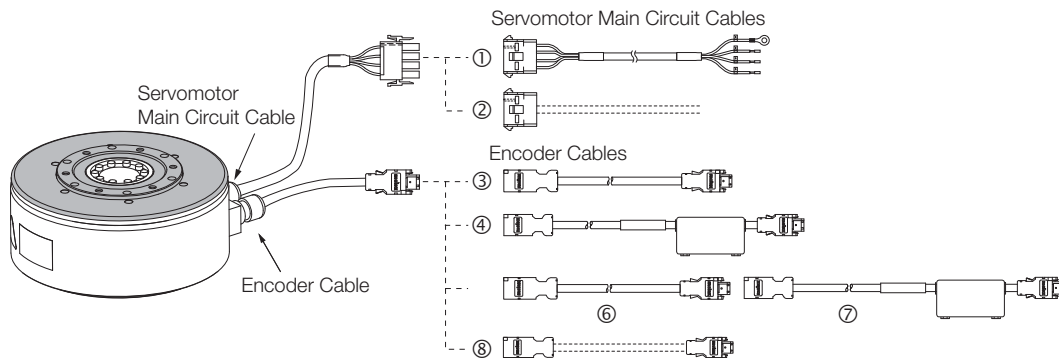 Servomotor Main Circuit Cables
①
Servomotor
Main Circuit Cable
②
Encoder Cables
③
④
Encoder Cable
⑥
⑦
⑧